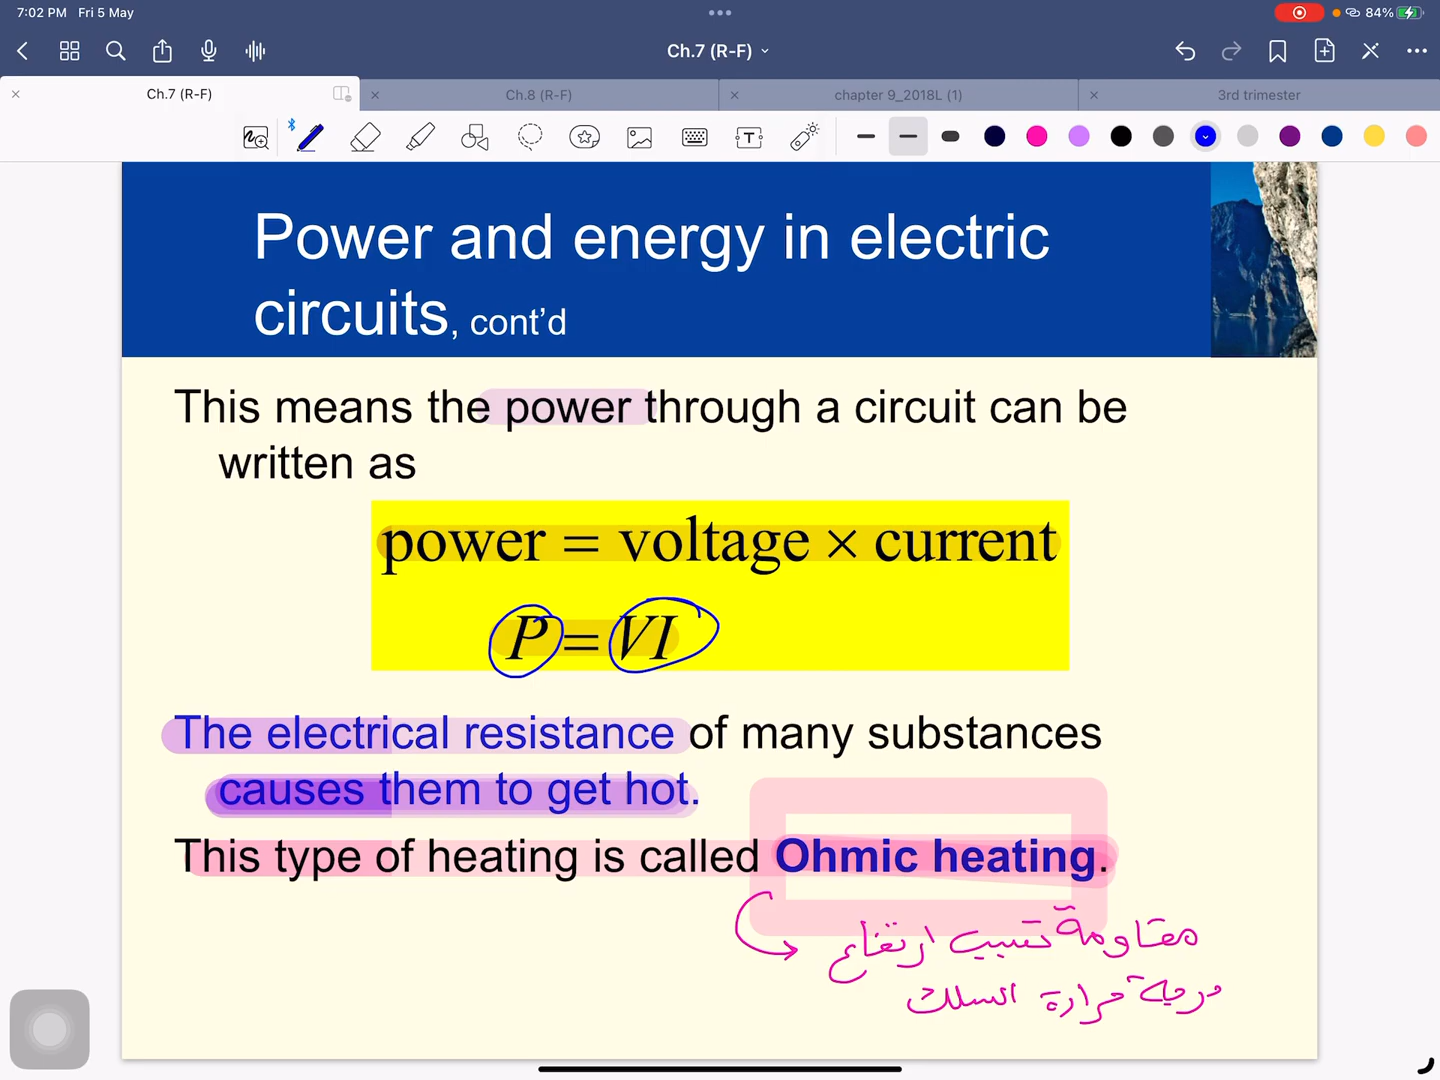 7:02 PM Fri 5 May
84%
Ch.7 (R-F)
Ch.7 (R-F)
Ch.8 (R-F)
chapter 9_2018L (1)
3rd trimester
Power and energy in electric
circuits, cont’d
This means the power through a circuit can be
written as
power = voltage × current
P = VI
The electrical resistance of many substances
causes them to get hot.
This type of heating is called Ohmic heating.
مقاومة تسبب ارتفاع
درجة حرارة السلك